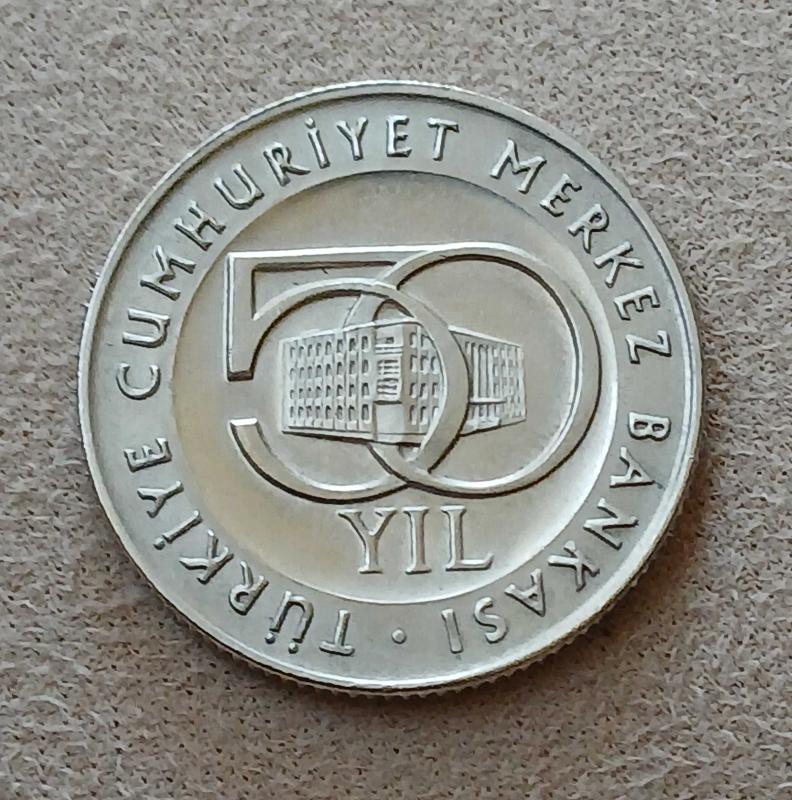 TÜRKİYE CUMHURİYET MERKEZ BANKASI ·
50
YIL